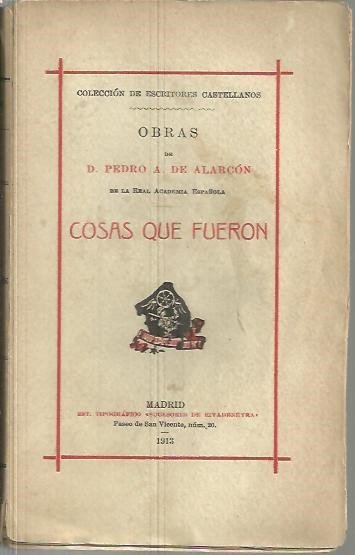 COLECCIÓN DE ESCRITORES CASTELLANOS
OBRAS
DE
D. PEDRO A. DE ALARCÓN
DE LA REAL ACADEMIA ESPAÑOLA
COSAS QUE FUERON
MADRID
EST. TIPOGRÁFICO «SUCESORES DE RIVADENEYRA»
Paseo de San Vicente, núm. 20.
1913